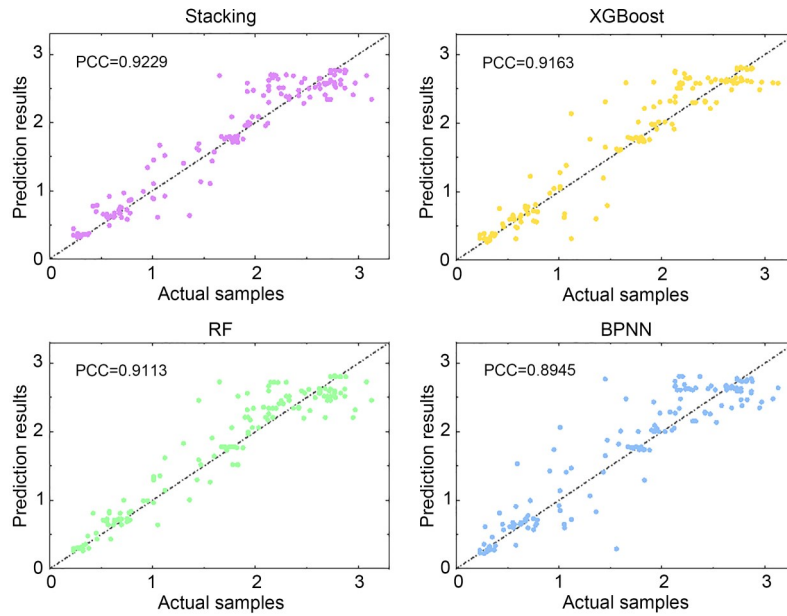 Stacking
PCC=0.9229
Prediction results
3
2
1
0
0 1 2 3
Actual samples
XGBoost
PCC=0.9163
Prediction results
3
2
1
0
0 1 2 3
Actual samples
RF
PCC=0.9113
Prediction results
3
2
1
0
0 1 2 3
Actual samples
BPNN
PCC=0.8945
Prediction results
3
2
1
0
0 1 2 3
Actual samples